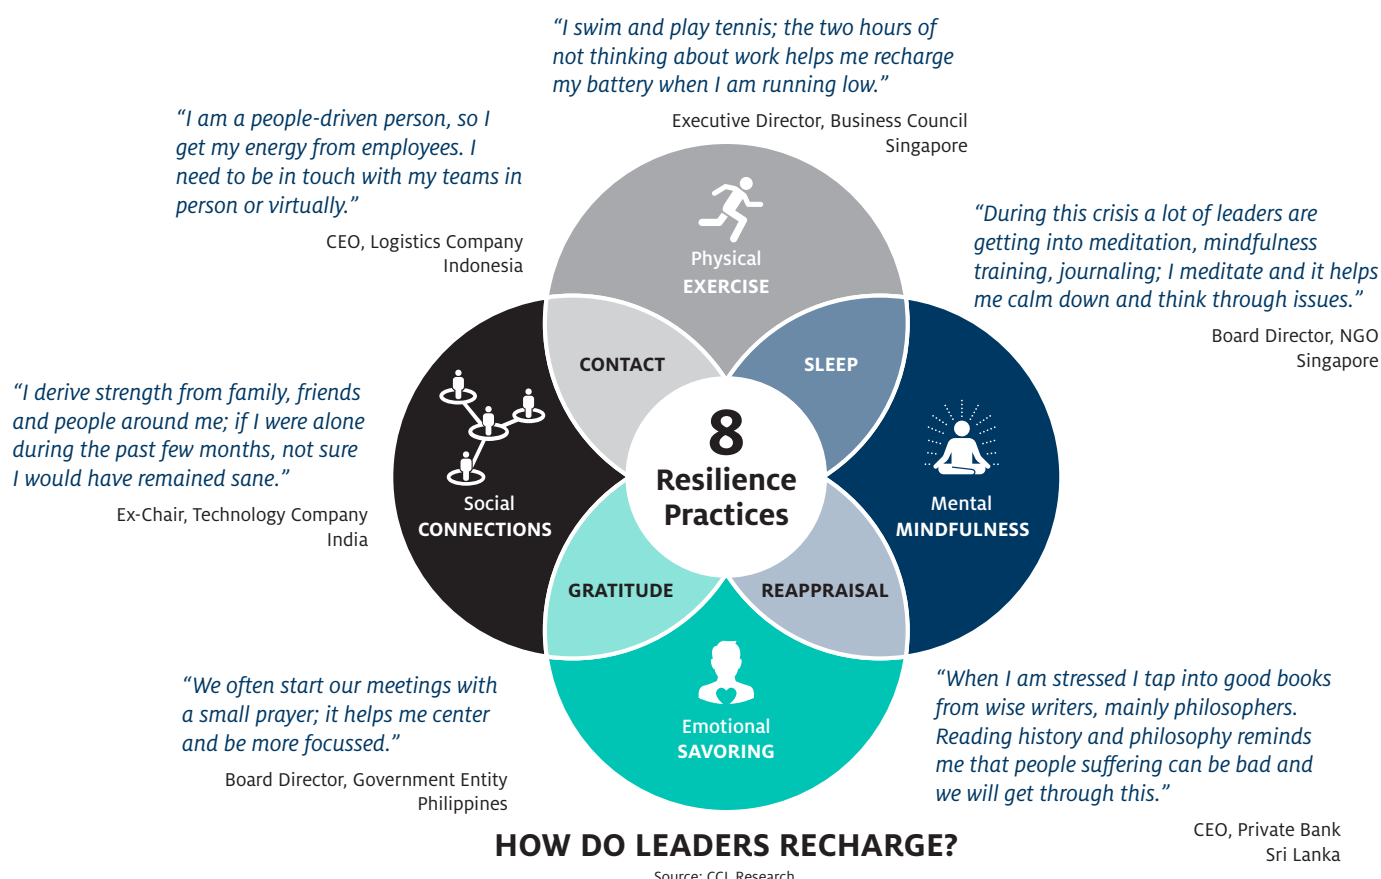 “I swim and play tennis; the two hours of
not thinking about work helps me recharge
my battery when I am running low.”
Executive Director, Business Council
Singapore
“I am a people-driven person, so I
get my energy from employees. I
need to be in touch with my teams in
person or virtually.”
CEO, Logistics Company
Indonesia
“During this crisis a lot of leaders are
getting into meditation, mindfulness
training, journaling; I meditate and it helps
me calm down and think through issues.”
Board Director, NGO
Singapore
“I derive strength from family, friends
and people around me; if I were alone
during the past few months, not sure
I would have remained sane.”
Ex-Chair, Technology Company
India
Physical
EXERCISE
CONTACT
SLEEP
8
Resilience
Practices
Social
CONNECTIONS
Mental
MINDFULNESS
GRATITUDE
REAPPRAISAL
Emotional
SAVORING
“We often start our meetings with
a small prayer; it helps me center
and be more focussed.”
Board Director, Government Entity
Philippines
“When I am stressed I tap into good books
from wise writers, mainly philosophers.
Reading history and philosophy reminds
me that people suffering can be bad and
we will get through this.”
CEO, Private Bank
Sri Lanka
HOW DO LEADERS RECHARGE?
Source: CCL Research